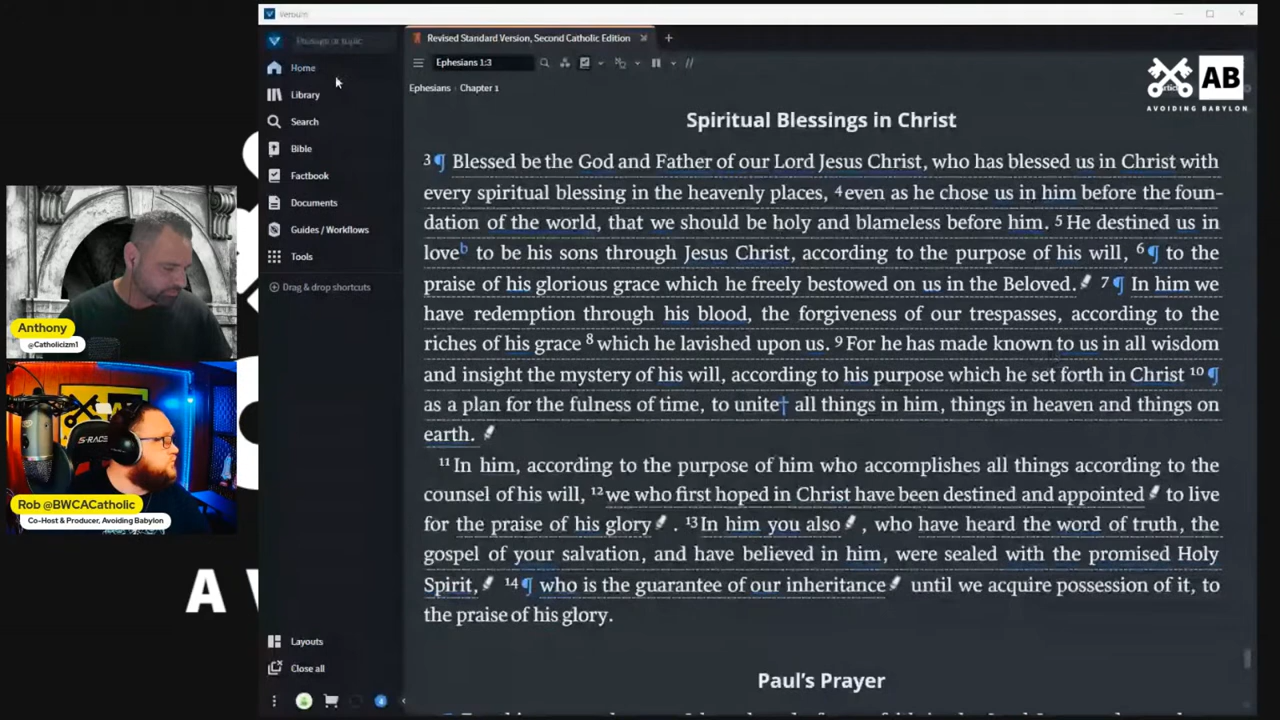 Verbum
Passage or topic
Home
Library
Search
Bible
Factbook
Documents
Guides / Workflows
Tools
Drag & drop shortcuts
Layouts
Close all
Revised Standard Version, Second Catholic Edition
Ephesians 1:3
Ephesians · Chapter 1
AB
AVOIDING BABYLON
Spiritual Blessings in Christ
3 ¶ Blessed be the God and Father of our Lord Jesus Christ, who has blessed us in Christ with
every spiritual blessing in the heavenly places, 4 even as he chose us in him before the foun-
dation of the world, that we should be holy and blameless before him. 5 He destined us in
love b to be his sons through Jesus Christ, according to the purpose of his will, 6 ¶ to the
praise of his glorious grace which he freely bestowed on us in the Beloved. 7 ¶ In him we
have redemption through his blood, the forgiveness of our trespasses, according to the
riches of his grace 8 which he lavished upon us. 9 For he has made known to us in all wisdom
and insight the mystery of his will, according to his purpose which he set forth in Christ 10 ¶
as a plan for the fulness of time, to unite† all things in him, things in heaven and things on
earth.
11 In him, according to the purpose of him who accomplishes all things according to the
counsel of his will, 12 we who first hoped in Christ have been destined and appointed to live
for the praise of his glory. 13 In him you also, who have heard the word of truth, the
gospel of your salvation, and have believed in him, were sealed with the promised Holy
Spirit, 14 ¶ who is the guarantee of our inheritance until we acquire possession of it, to
the praise of his glory.
Paul's Prayer
Anthony
@Catholicizm1
S-RACE
Rob @BWCACatholic
Co-Host & Producer, Avoiding Babylon
A V